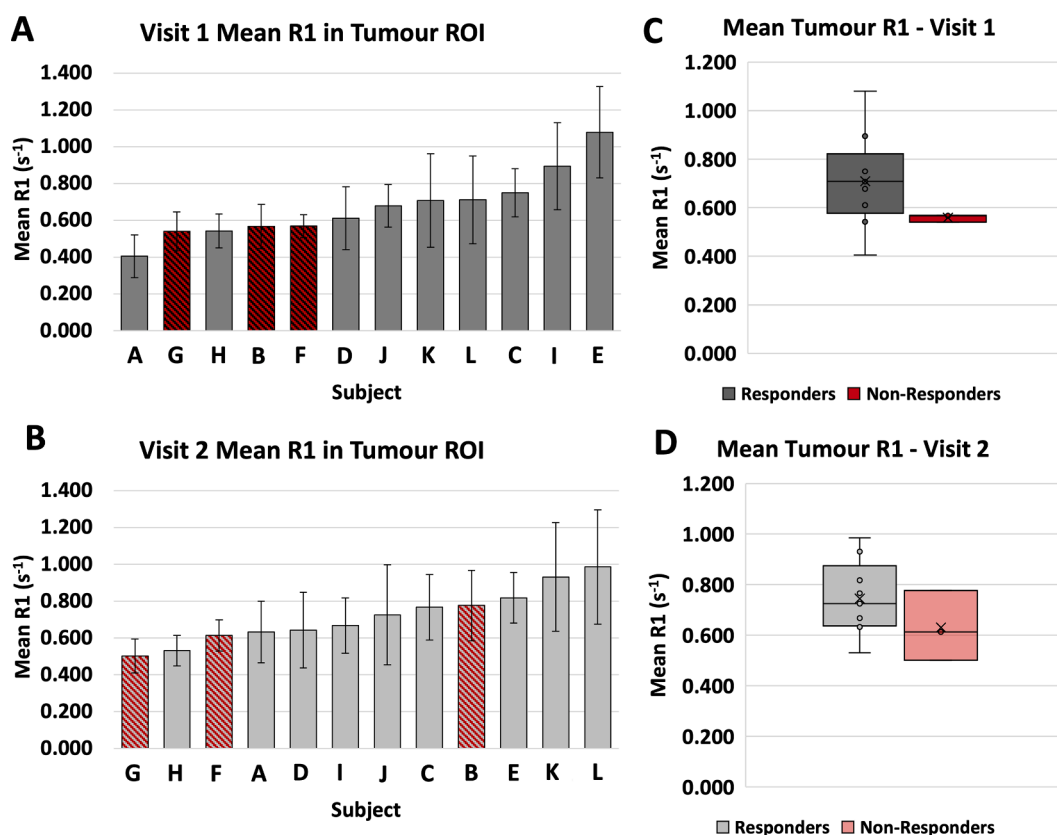 A
Visit 1 Mean R1 in Tumour ROI
Mean R1 (s⁻¹)
1.400
1.200
1.000
0.800
0.600
0.400
0.200
0.000
A G H B F D J K L C I E
Subject
B
Visit 2 Mean R1 in Tumour ROI
Mean R1 (s⁻¹)
1.400
1.200
1.000
0.800
0.600
0.400
0.200
0.000
G H F A D I J C B E K L
Subject
C
Mean Tumour R1 - Visit 1
Mean R1 (s⁻¹)
1.200
1.000
0.800
0.600
0.400
0.200
0.000
Responders Non-Responders
D
Mean Tumour R1 - Visit 2
Mean R1 (s⁻¹)
1.200
1.000
0.800
0.600
0.400
0.200
0.000
Responders Non-Responders